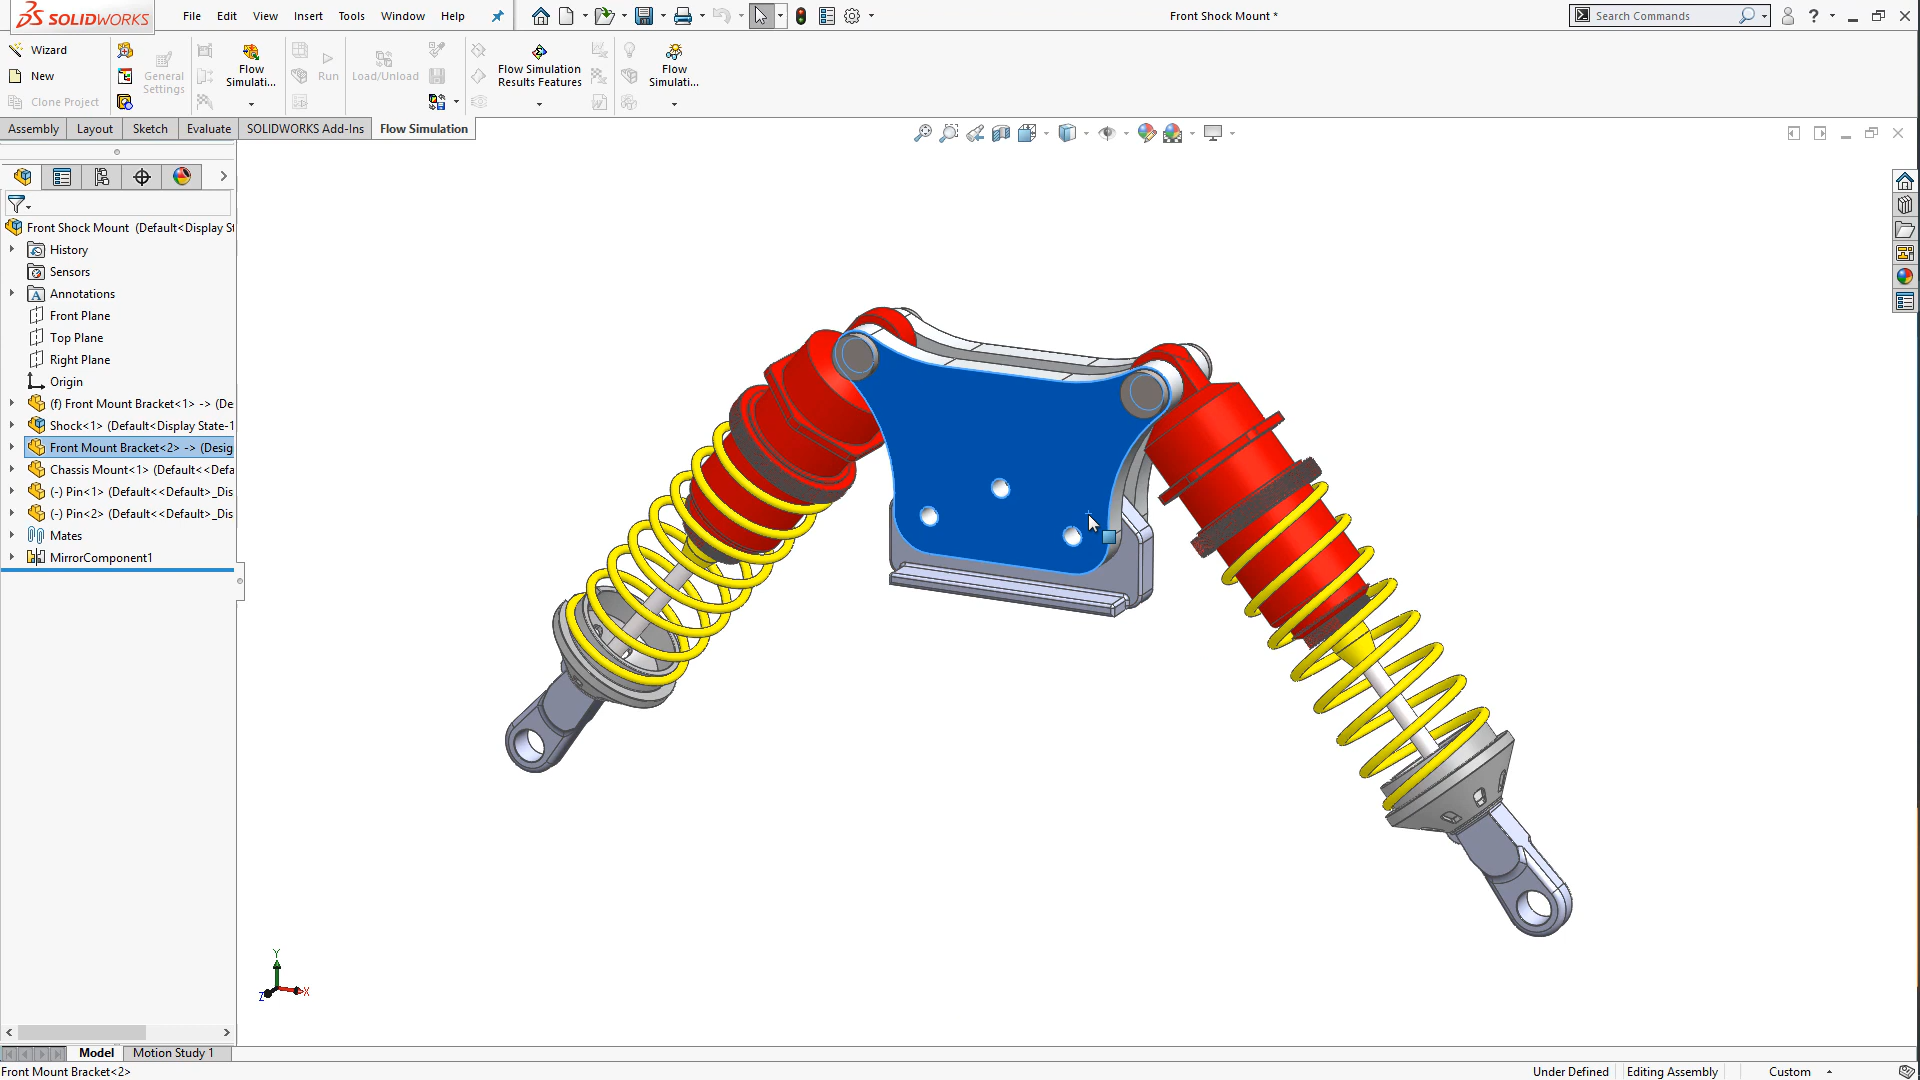 SOLIDWORKS
File Edit View Insert Tools Window Help
Front Shock Mount *
Search Commands
?
Wizard
New
Clone Project
General
Settings
Flow
Simulati...
Run
Load/Unload
Flow Simulation
Results Features
Flow
Simulati...
Assembly Layout Sketch Evaluate SOLIDWORKS Add-Ins Flow Simulation
Front Shock Mount (Default<Display St
History
Sensors
Annotations
Front Plane
Top Plane
Right Plane
Origin
(f) Front Mount Bracket<1> -> (De
Shock<1> (Default<Display State-1
Front Mount Bracket<2> -> (Desig
Chassis Mount<1> (Default<<Defa
(-) Pin<1> (Default<<Default>_Dis
(-) Pin<2> (Default<<Default>_Dis
Mates
MirrorComponent1
Y
Z
X
Model Motion Study 1
Front Mount Bracket<2>
Under Defined Editing Assembly Custom